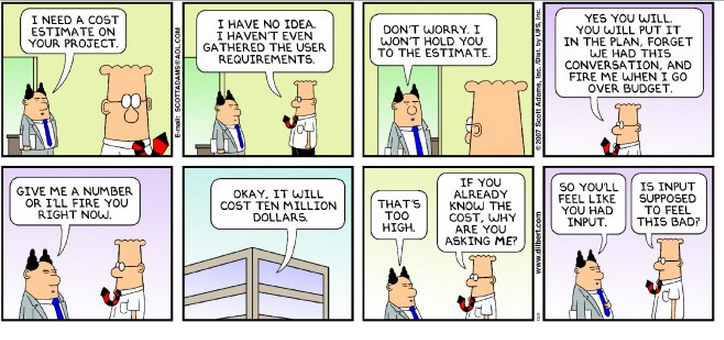 I NEED A COST
ESTIMATE ON
YOUR PROJECT.
E-mail: SCOTTADAMS@AOL.COM
I HAVE NO IDEA.
I HAVEN'T EVEN
GATHERED THE USER
REQUIREMENTS.
DON'T WORRY. I
WON'T HOLD YOU
TO THE ESTIMATE.
© 2007 Scott Adams, Inc. /Dist. by UFS, Inc.
YES YOU WILL.
YOU WILL PUT IT
IN THE PLAN, FORGET
WE HAD THIS
CONVERSATION, AND
FIRE ME WHEN I GO
OVER BUDGET.
GIVE ME A NUMBER
OR I'LL FIRE YOU
RIGHT NOW.
OKAY, IT WILL
COST TEN MILLION
DOLLARS.
THAT'S
TOO
HIGH.
IF YOU
ALREADY
KNOW THE
COST, WHY
ARE YOU
ASKING ME?
www.dilbert.com
SO YOU'LL
FEEL LIKE
YOU HAD
INPUT.
IS INPUT
SUPPOSED
TO FEEL
THIS BAD?